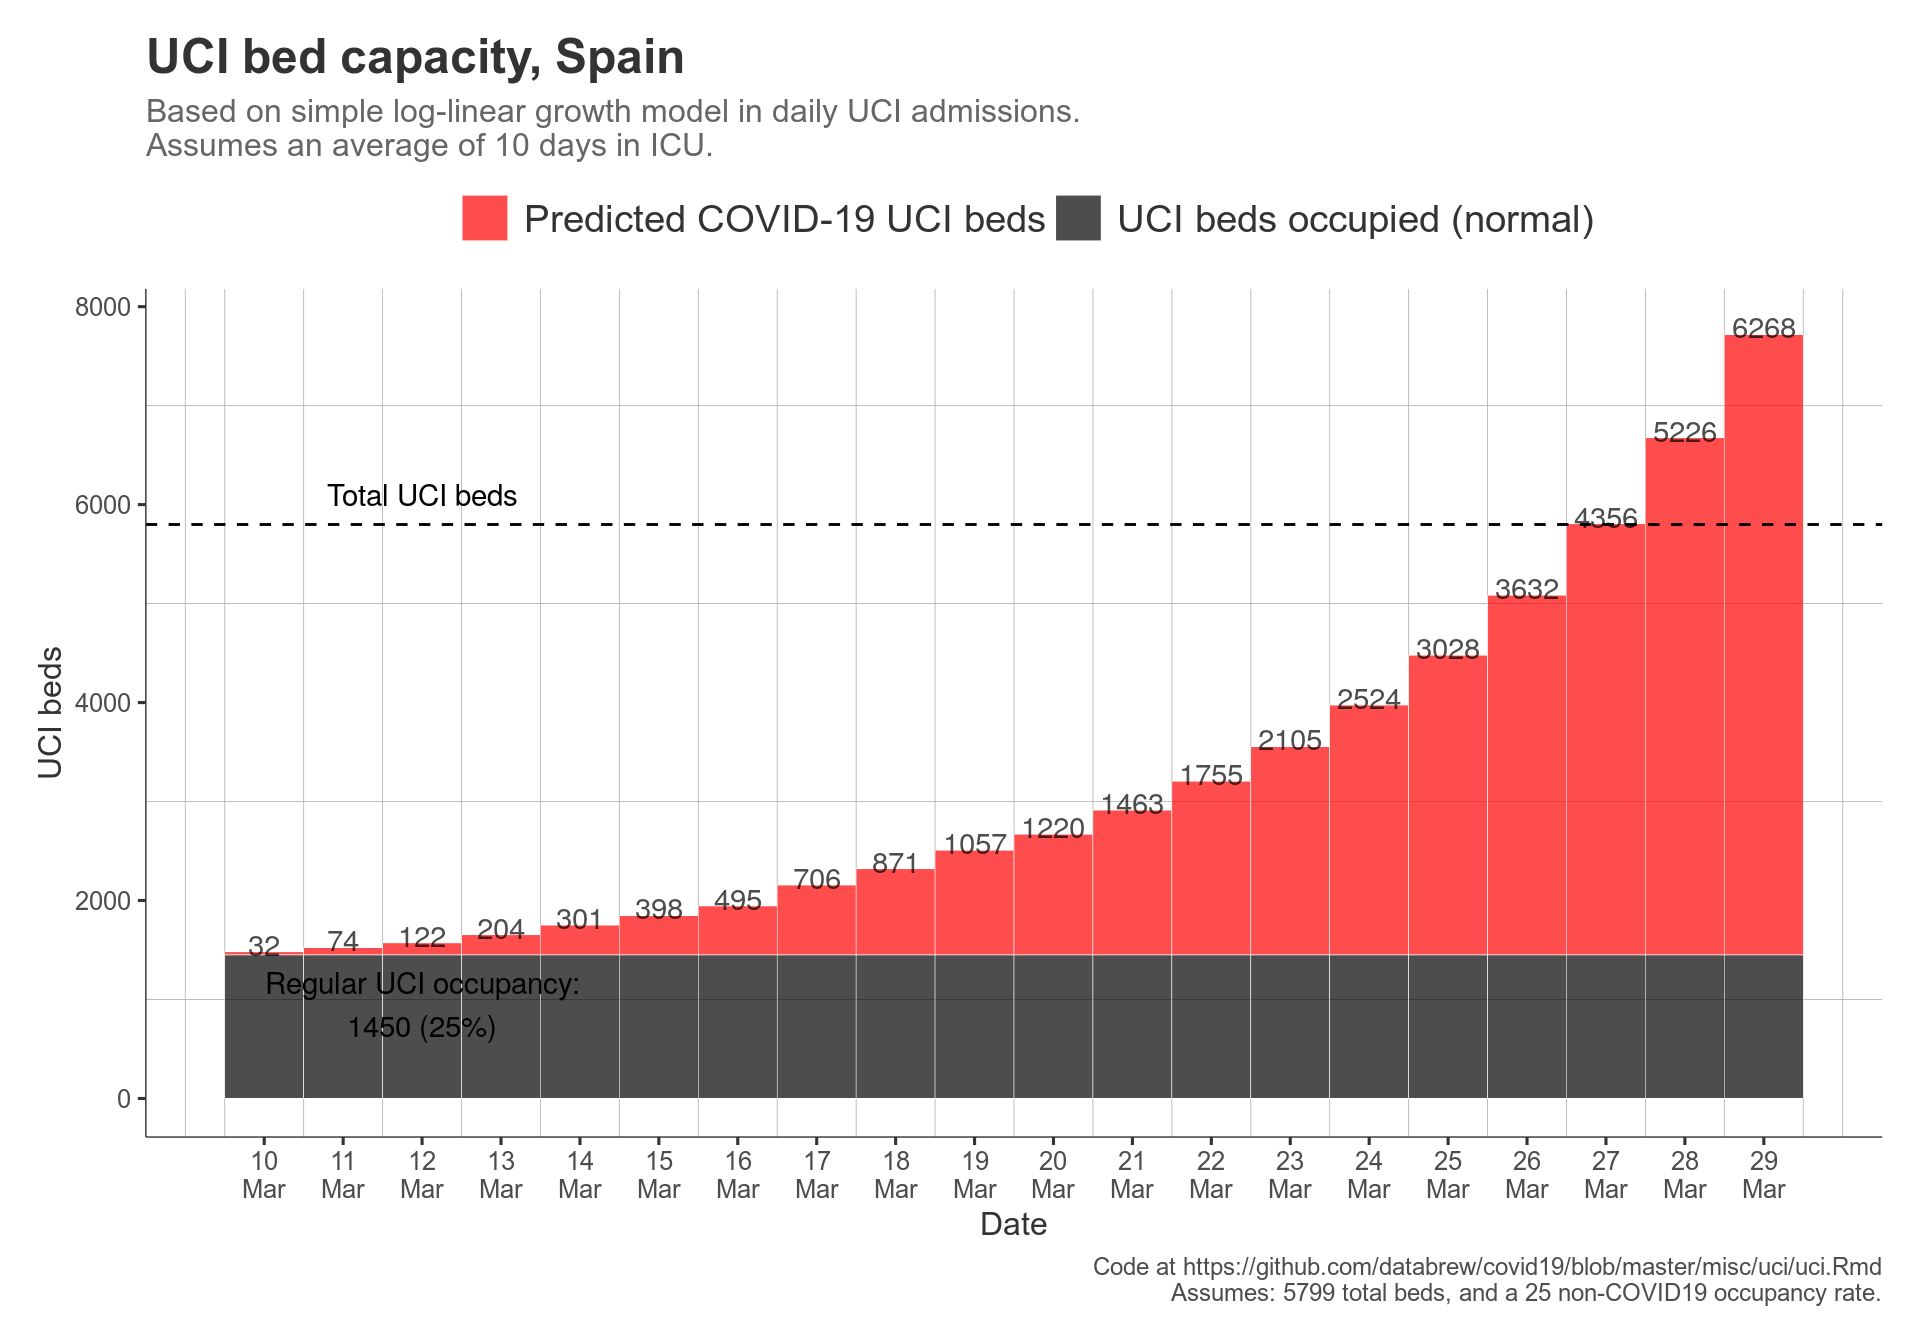 UCI bed capacity, Spain
Based on simple log-linear growth model in daily UCI admissions.
Assumes an average of 10 days in ICU.
Predicted COVID-19 UCI beds
UCI beds occupied (normal)
8000
6000
4000
2000
0
UCI beds
Total UCI beds
32
74
122
204
301
398
495
706
871
1057
1220
1463
1755
2105
2524
3028
3632
4356
5226
6268
Regular UCI occupancy:
1450 (25%)
10 Mar
11 Mar
12 Mar
13 Mar
14 Mar
15 Mar
16 Mar
17 Mar
18 Mar
19 Mar
20 Mar
21 Mar
22 Mar
23 Mar
24 Mar
25 Mar
26 Mar
27 Mar
28 Mar
29 Mar
Date
Code at https://github.com/databrew/covid19/blob/master/misc/uci/uci.Rmd
Assumes: 5799 total beds, and a 25 non-COVID19 occupancy rate.